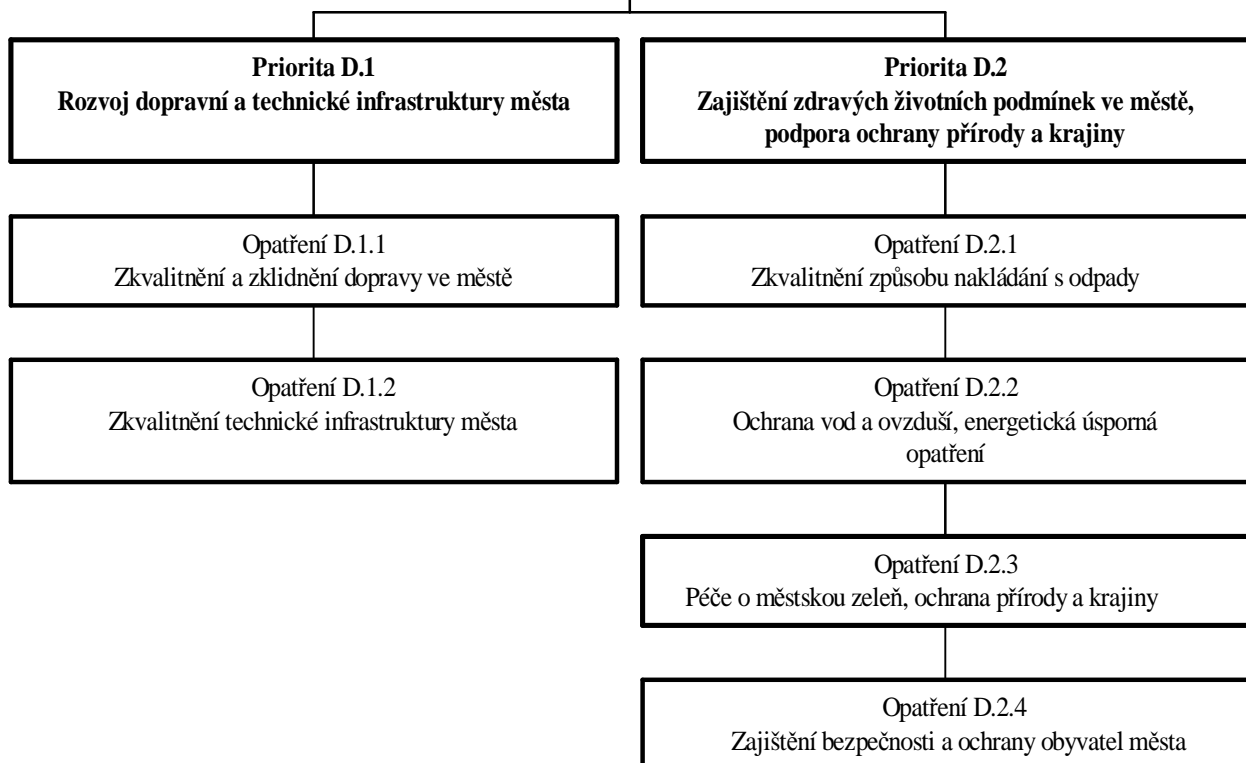 Priorita D.1
Rozvoj dopravní a technické infrastruktury města
Priorita D.2
Zajištění zdravých životních podmínek ve městě,
podpora ochrany přírody a krajiny
Opatření D.1.1
Zkvalitnění a zklidnění dopravy ve městě
Opatření D.2.1
Zkvalitnění způsobu nakládání s odpady
Opatření D.1.2
Zkvalitnění technické infrastruktury města
Opatření D.2.2
Ochrana vod a ovzduší, energetická úsporná
opatření
Opatření D.2.3
Péče o městskou zeleň, ochrana přírody a krajiny
Opatření D.2.4
Zajištění bezpečnosti a ochrany obyvatel města